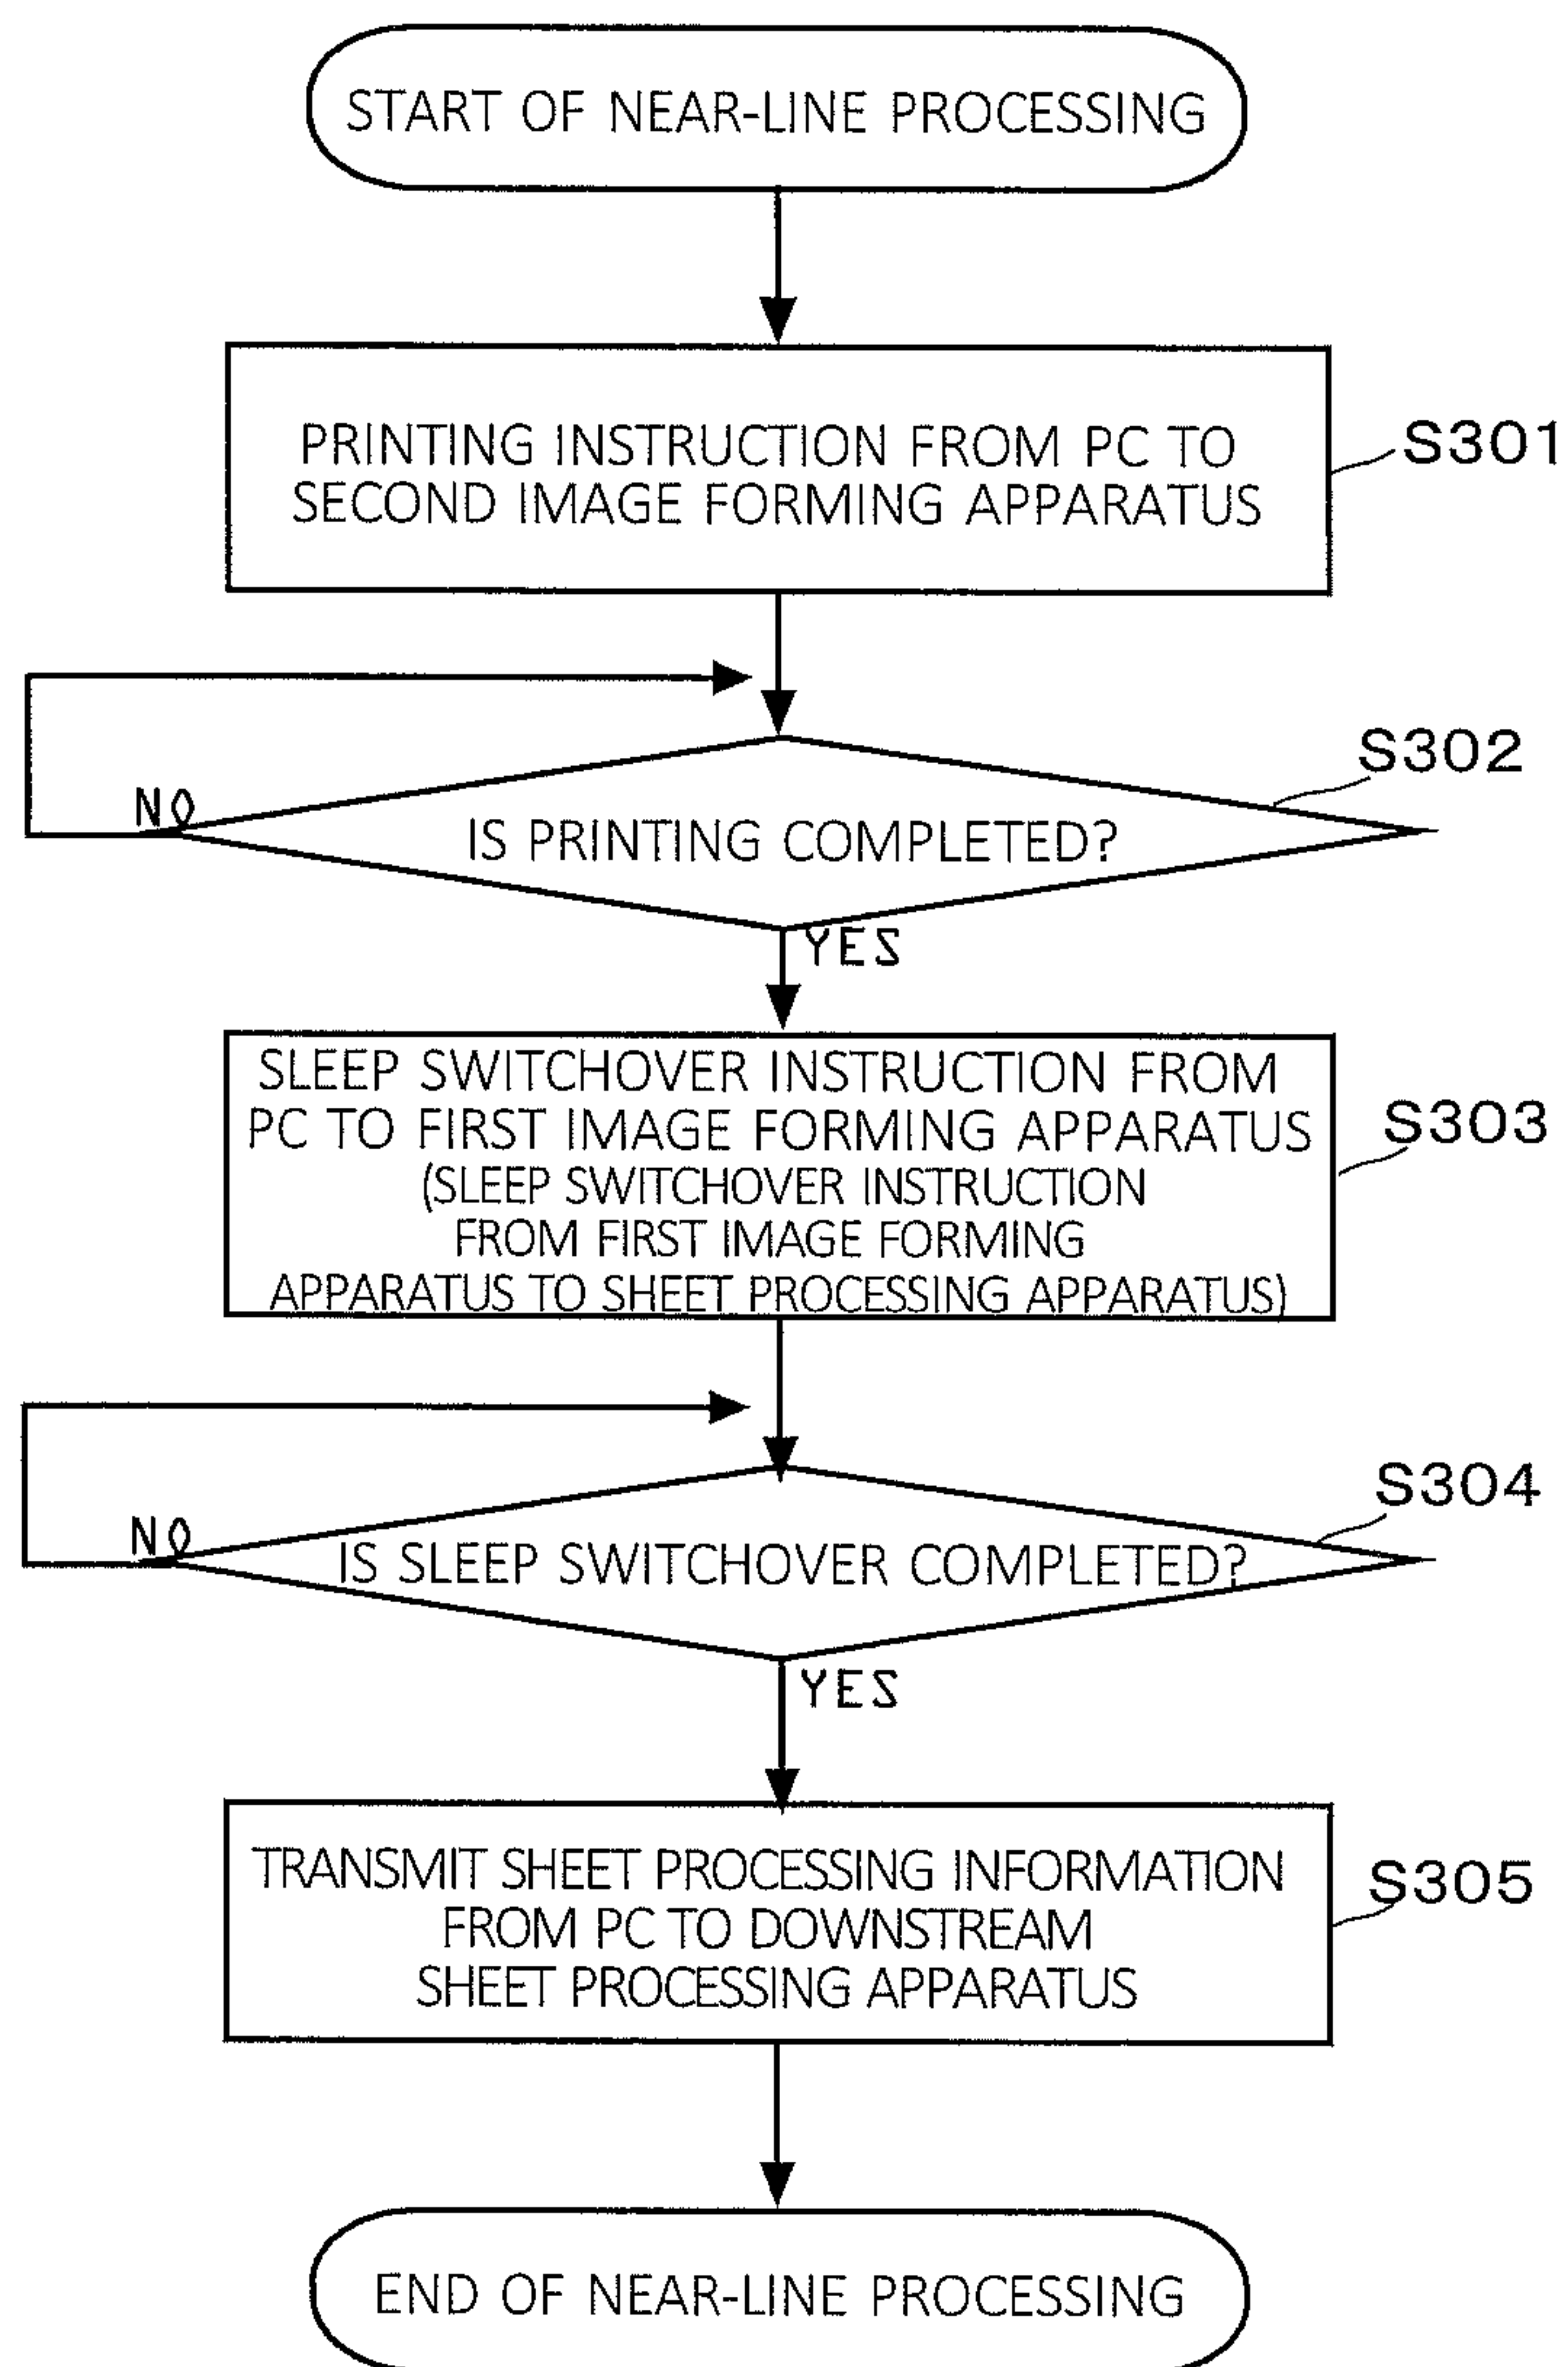 START OF NEAR-LINE PROCESSING
PRINTING INSTRUCTION FROM PC TO
SECOND IMAGE FORMING APPARATUS
S301
NO
IS PRINTING COMPLETED?
S302
YES
SLEEP SWITCHOVER INSTRUCTION FROM
PC TO FIRST IMAGE FORMING APPARATUS
(SLEEP SWITCHOVER INSTRUCTION
FROM FIRST IMAGE FORMING
APPARATUS TO SHEET PROCESSING APPARATUS)
S303
NO
IS SLEEP SWITCHOVER COMPLETED?
S304
YES
TRANSMIT SHEET PROCESSING INFORMATION
FROM PC TO DOWNSTREAM
SHEET PROCESSING APPARATUS
S305
END OF NEAR-LINE PROCESSING